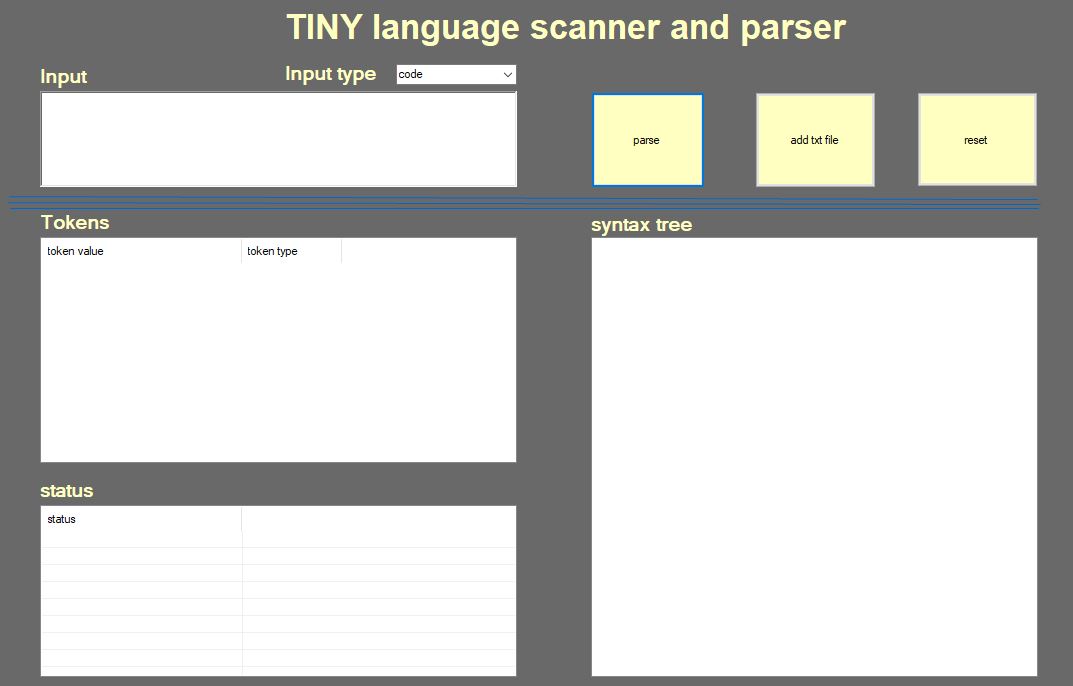 TINY language scanner and parser
Input
Input type
code
parse
add txt file
reset
Tokens
token value
token type
syntax tree
status
status